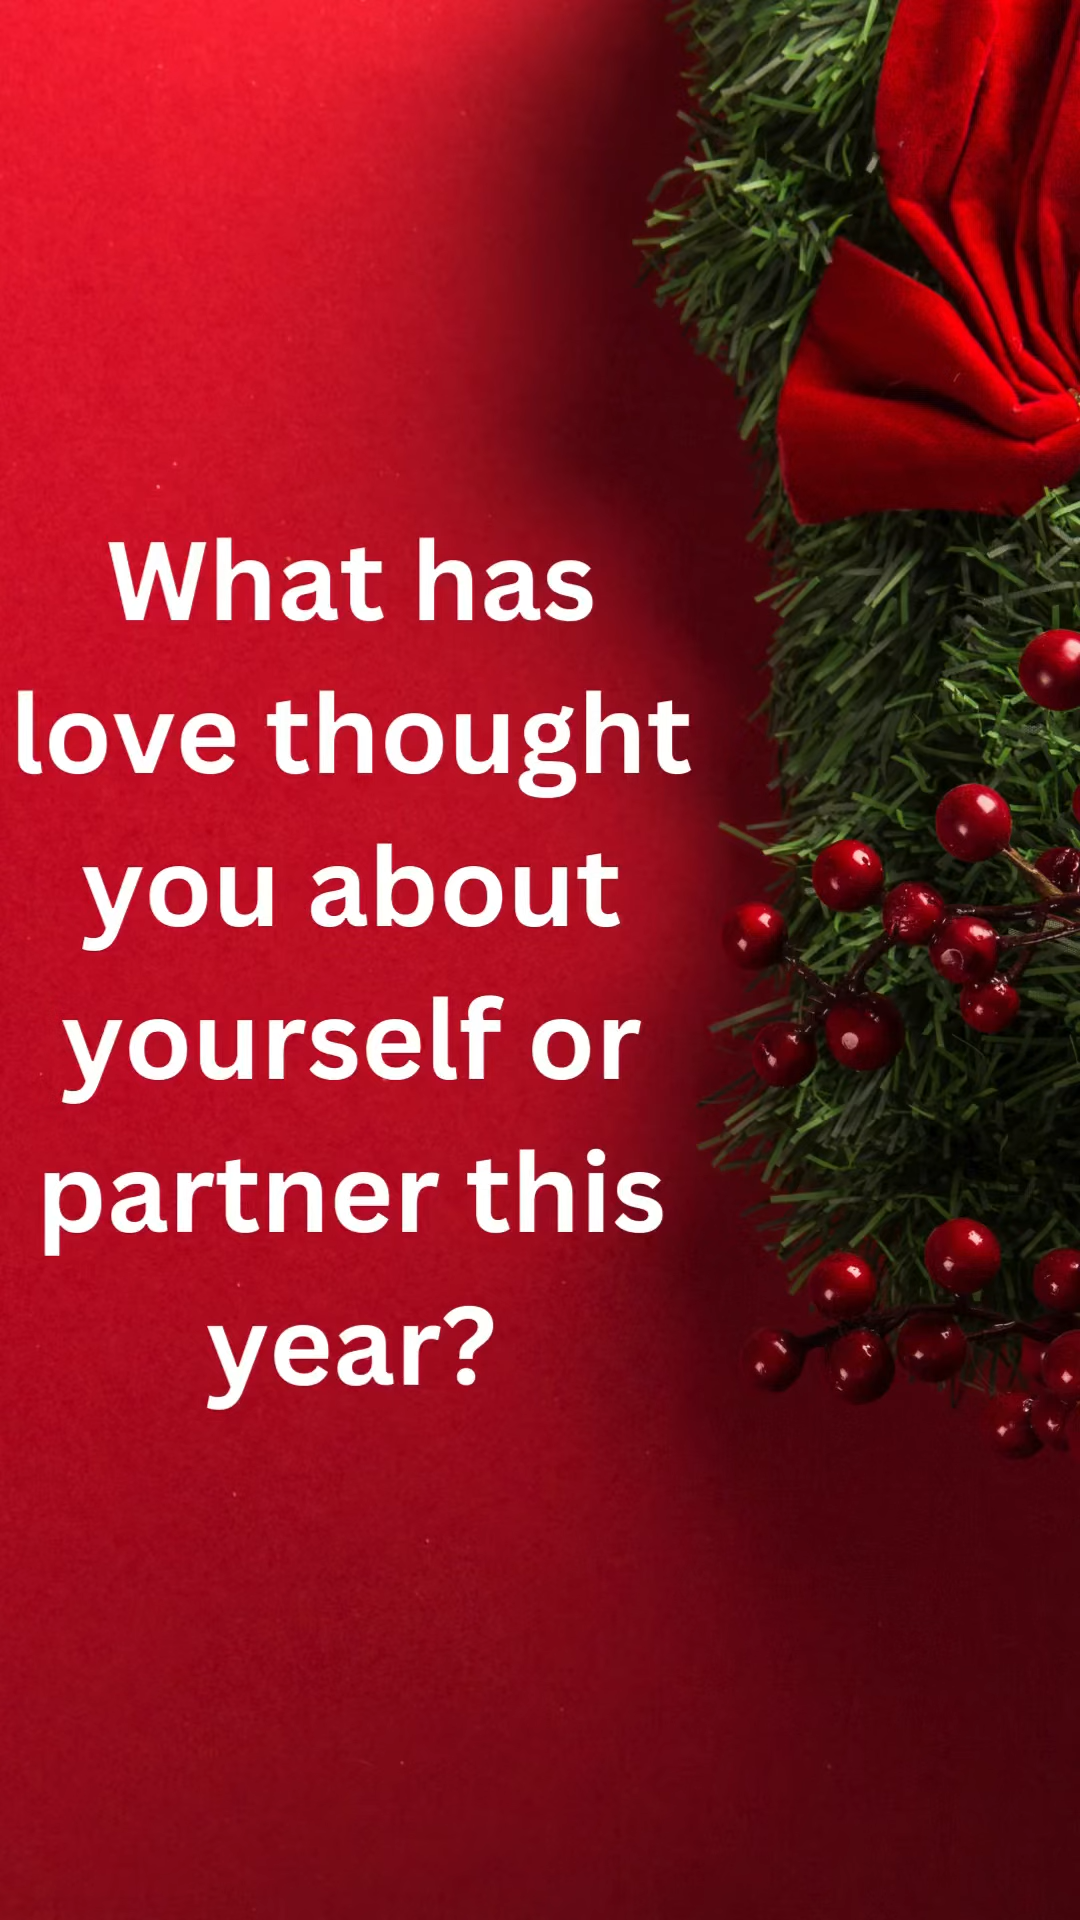 What has
love thought
you about
yourself or
partner this
year?